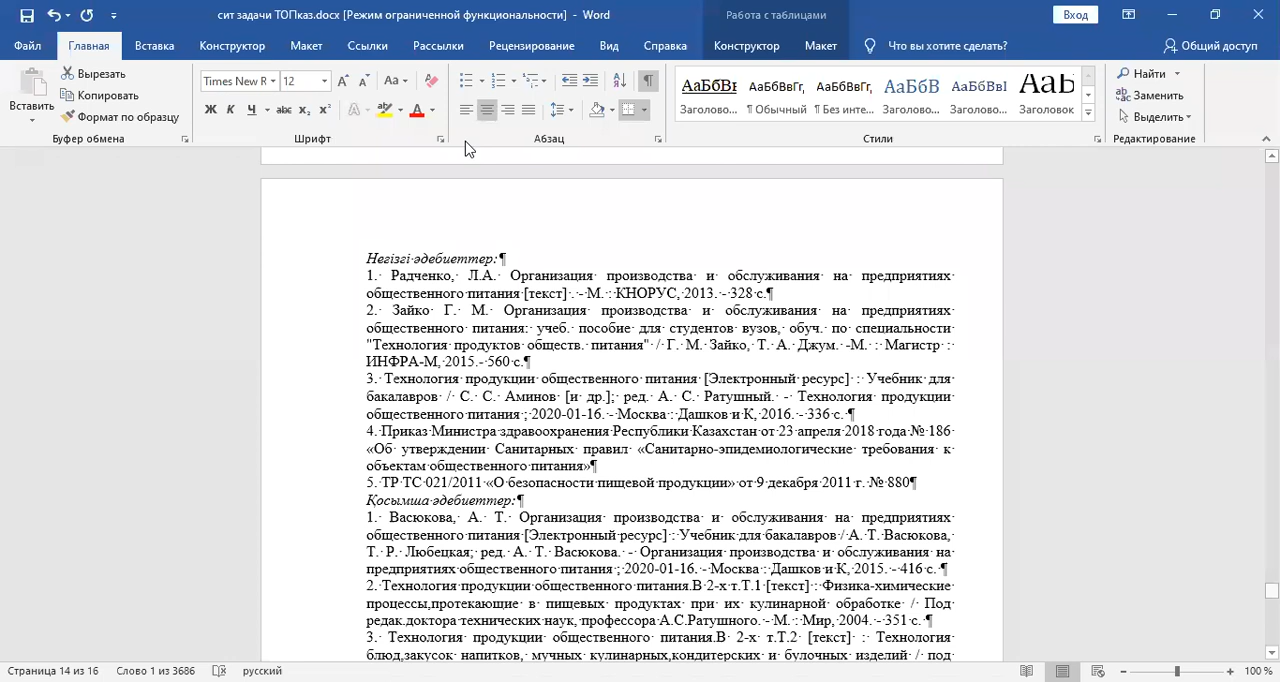 сит задачи ТОПказ.docx [Режим ограниченной функциональности] - Word
Работа с таблицами
Вход
Файл Главная Вставка Конструктор Макет Ссылки Рассылки Рецензирование Вид Справка Конструктор Макет Что вы хотите сделать? Общий доступ
Вставить
Вырезать
Копировать
Формат по образцу
Буфер обмена
Times New R 12
Шрифт
Абзац
АаБбВı Заголово...
АаБбВвГг, ¶ Обычный
АаБбВвГг, ¶ Без инте...
АаБбВ Заголово...
АаБбВвІ Заголово...
АаЬ Заголовок
Стили
Найти
Заменить
Выделить
Редактирование
Негізгі·әдебиеттер:¶
1. Радченко, Л.А. Организация производства и обслуживания на предприятиях
общественного питания [текст] . - М. : КНОРУС, 2013. - 328 с.¶
2. Зайко Г. М. Организация производства и обслуживания на предприятиях
общественного питания: учеб. пособие для студентов вузов, обуч. по специальности
"Технология продуктов обществ. питания" / Г. М. Зайко, Т. А. Джум. -М. : Магистр :
ИНФРА-М, 2015.- 560 с.¶
3. Технология продукции общественного питания [Электронный ресурс] : Учебник для
бакалавров / С. С. Аминов [и др.]; ред. А. С. Ратушный. - Технология продукции
общественного питания ; 2020-01-16. - Москва : Дашков и К, 2016. - 336 с. ¶
4. Приказ Министра здравоохранения Республики Казахстан от 23 апреля 2018 года № 186
«Об утверждении Санитарных правил «Санитарно-эпидемиологические требования к
объектам общественного питания»¶
5. ТР ТС 021/2011 «О безопасности пищевой продукции» от 9 декабря 2011 г. № 880¶
Қосымша әдебиеттер:¶
1. Васюкова, А. Т. Организация производства и обслуживания на предприятиях
общественного питания [Электронный ресурс] : Учебник для бакалавров / А. Т. Васюкова,
Т. Р. Любецкая; ред. А. Т. Васюкова. - Организация производства и обслуживания на
предприятиях общественного питания ; 2020-01-16. - Москва : Дашков и К, 2015. - 416 с. ¶
2. Технология продукции общественного питания.В 2-х т.Т.1 [текст] : Физика-химические
процессы,протекающие в пищевых продуктах при их кулинарной обработке / Под
редак.доктора технических наук, профессора А.С.Ратушного. - М. : Мир, 2004. - 351 с. ¶
3. Технология продукции общественного питания.В 2-х т.Т.2 [текст] : Технология
блюд,закусок напитков, мучных кулинарных,кондитерских и булочных изделий / под
Страница 14 из 16 Слово 1 из 3686 русский 100 %